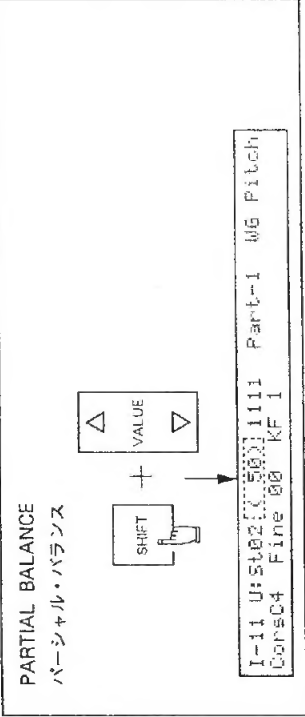 PARTIAL BALANCE
パーシャル・バランス
SHIFT
+
△
VALUE
▽
I-11 U:St02[< 50>]1111 Part-1 WG Pitch
CorsC4 Fine 00 KF 1